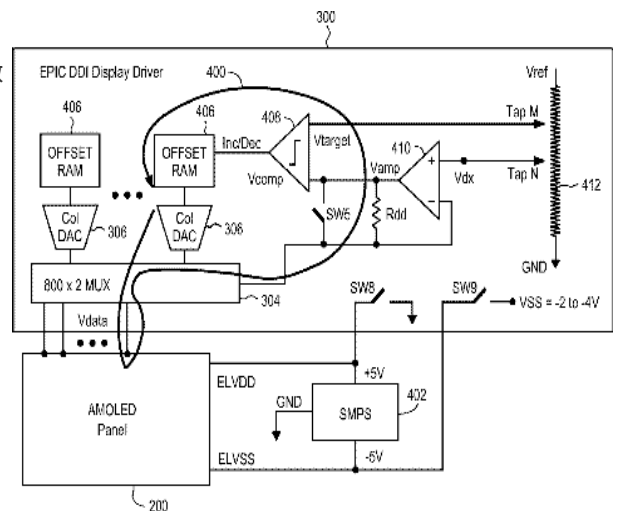 300
EPIC DDI Display Driver
400
Vref
406
406
408
Inc/Dec
Vtarget
Tap M
OFFSET RAM
OFFSET RAM
410
Vcomp
Vamp
+
Vdx
Tap N
412
SW5
Rdd
−
Col DAC
306
Col DAC
306
GND
800 x 2 MUX
304
SW8
SW9
VSS = -2 to -4V
Vdata
ELVDD
+5V
GND
SMPS
402
AMOLED Panel
ELVSS
200